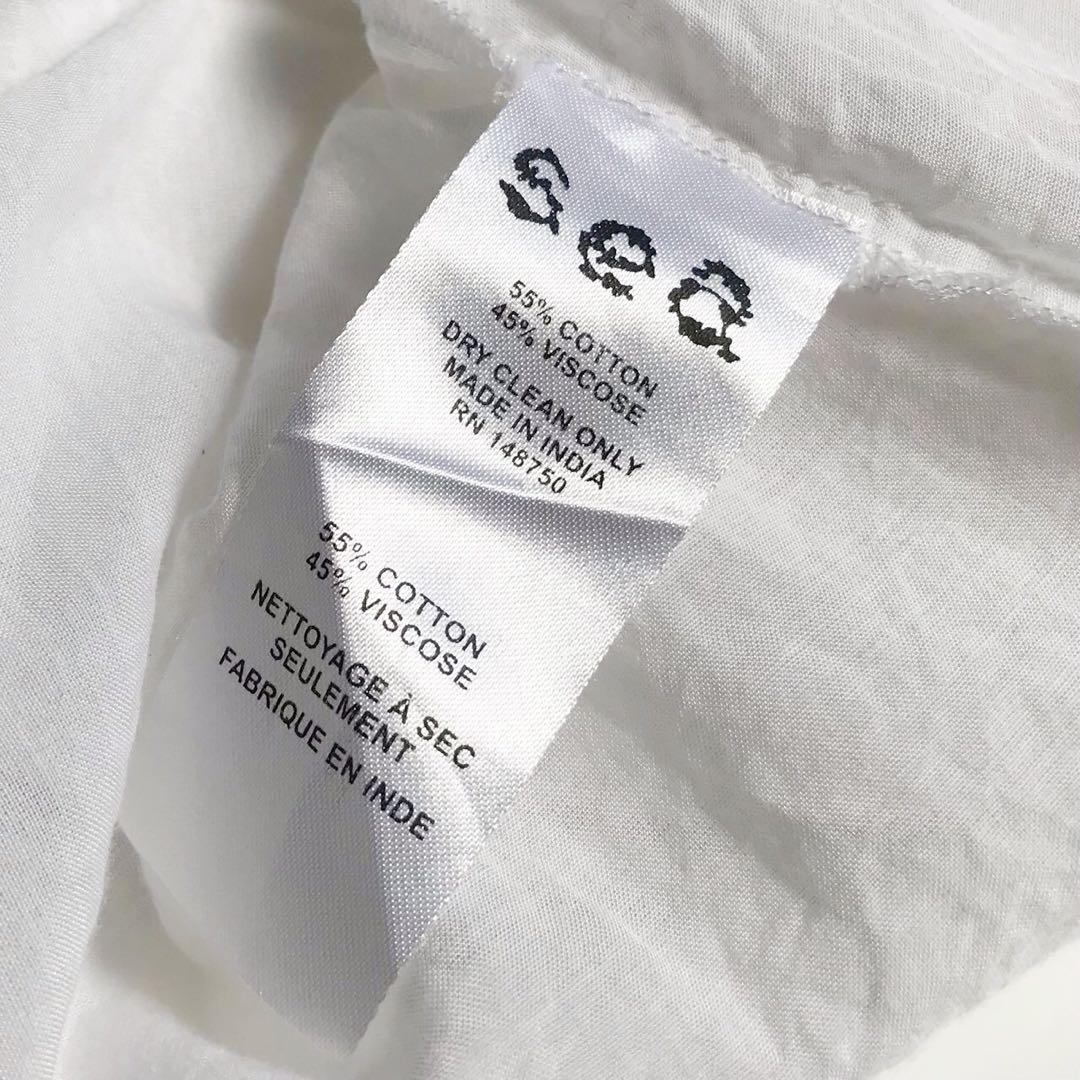 Sea
55% COTTON
45% VISCOSE
DRY CLEAN ONLY
MADE IN INDIA
RN 148750
55% COTTON
45% VISCOSE
NETTOYAGE À SEC
SEULEMENT
FABRIQUE EN INDE